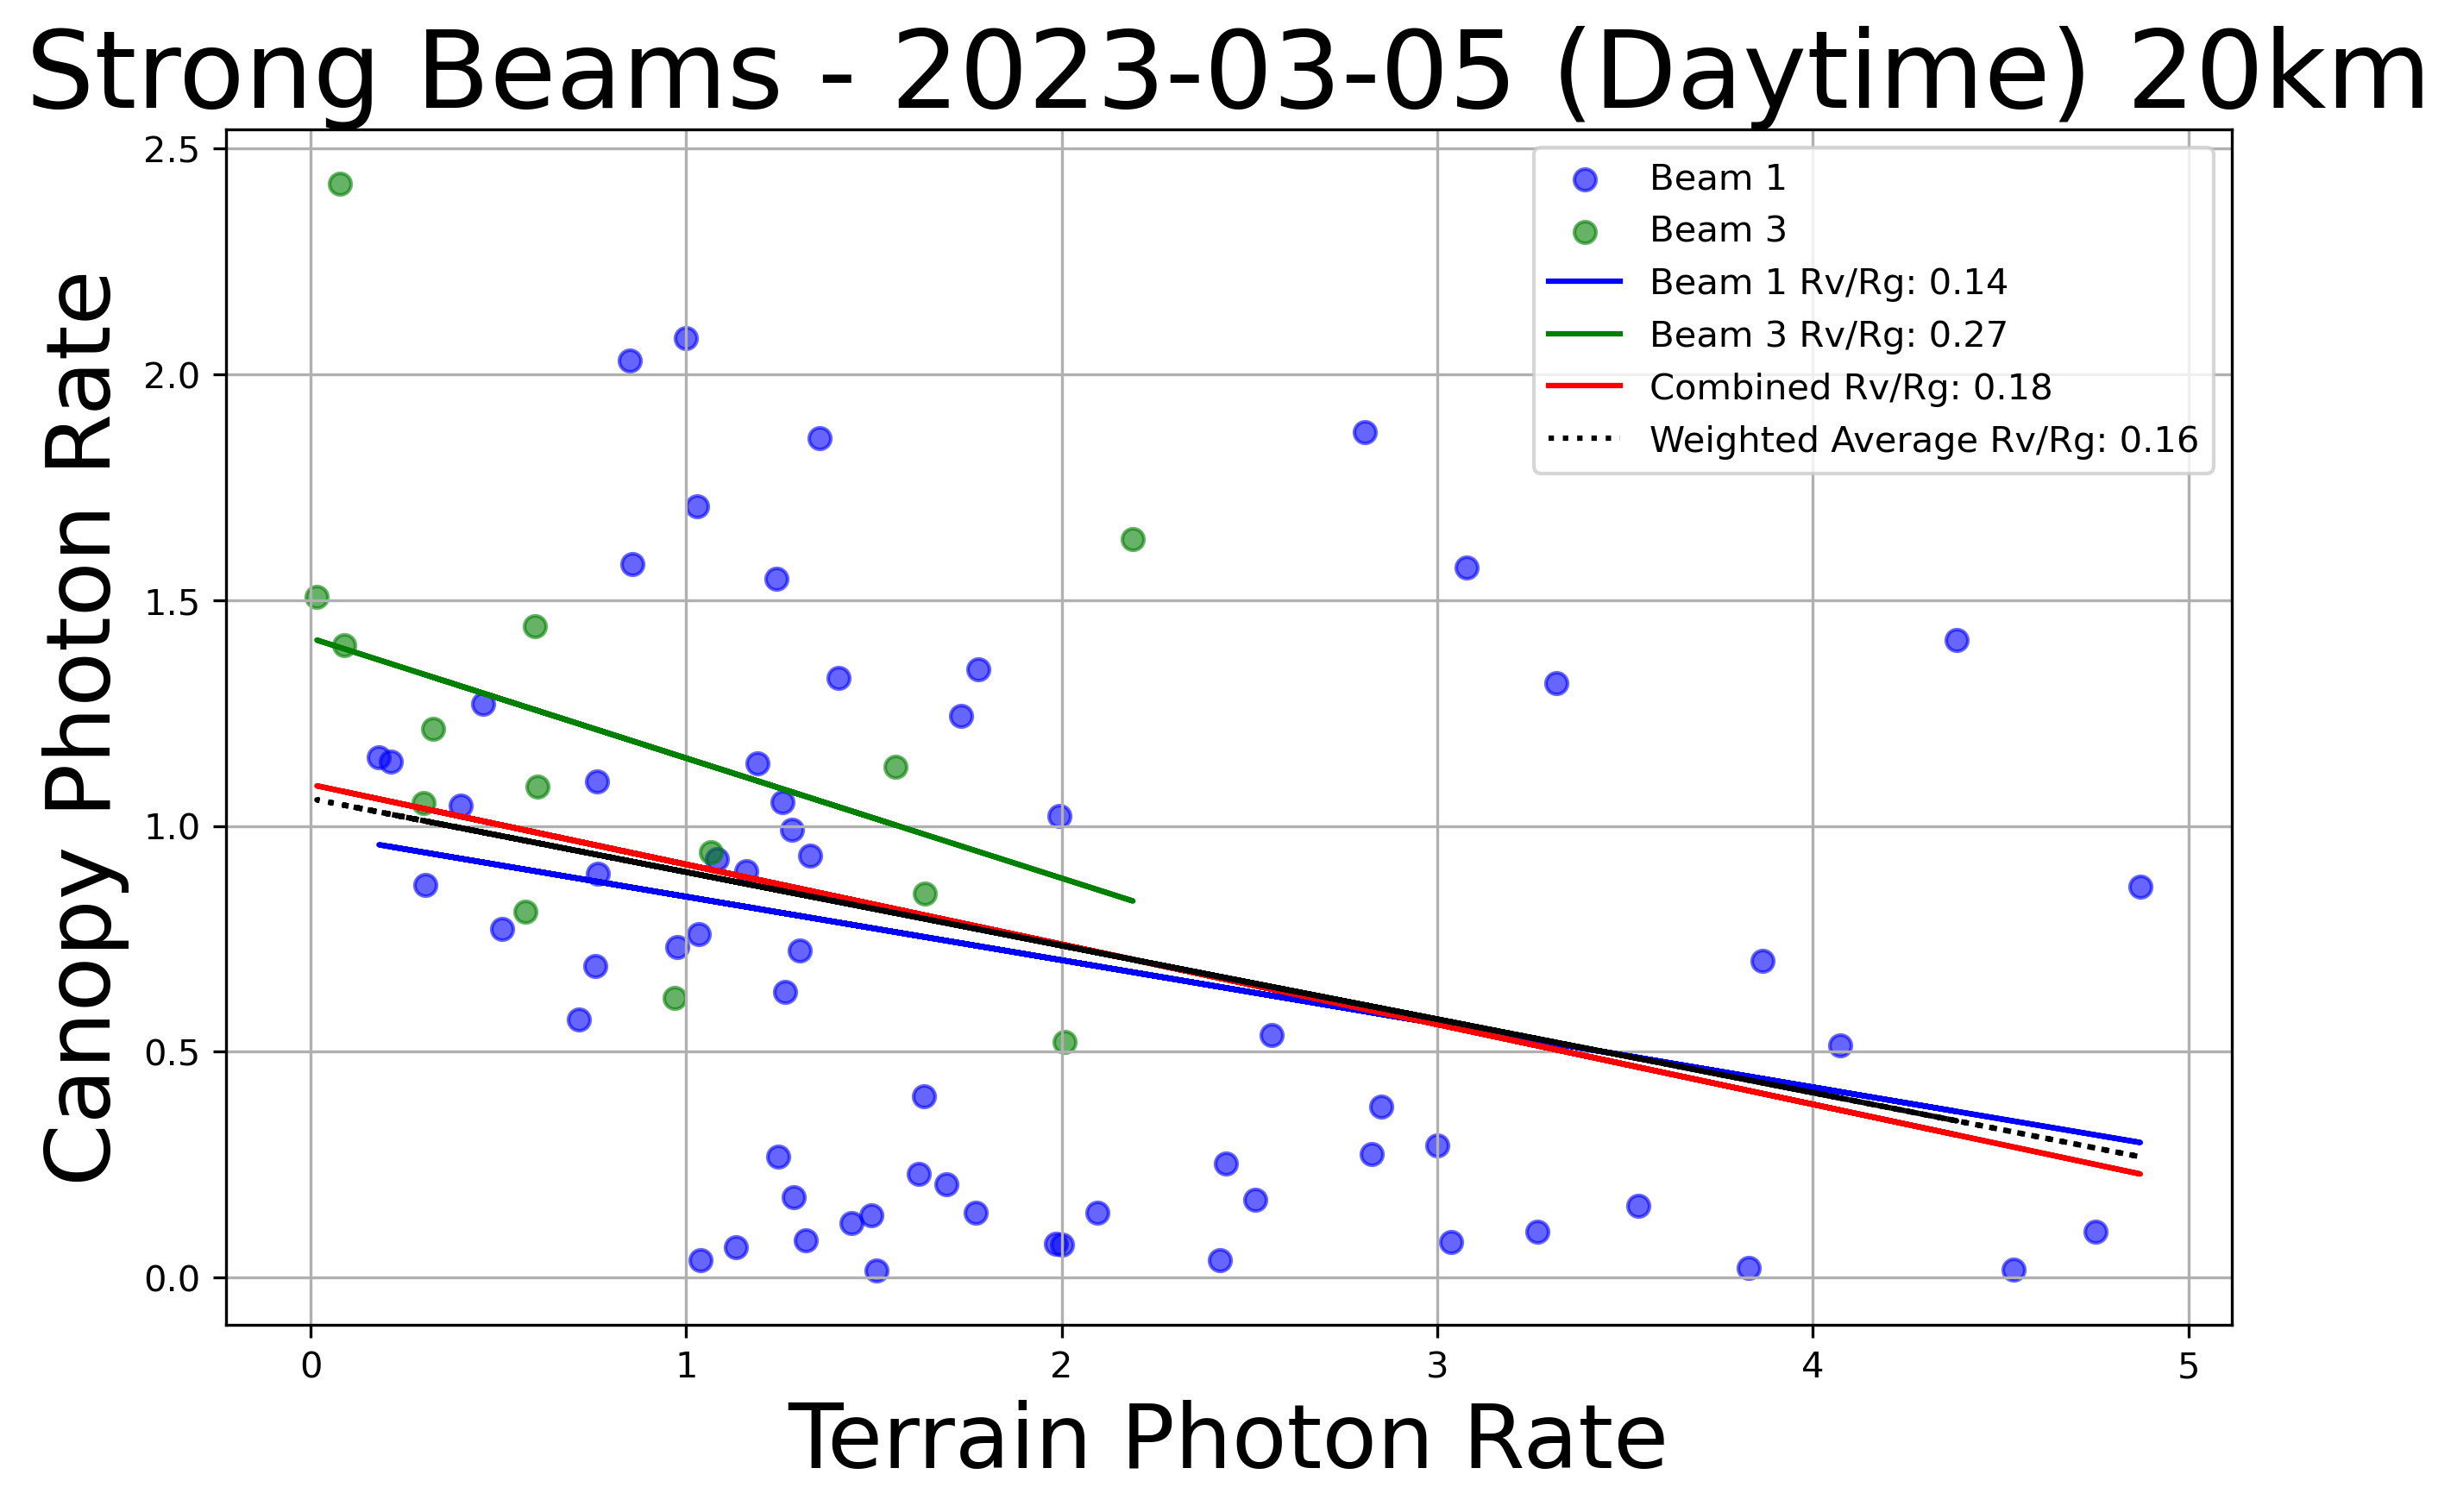 Strong Beams - 2023-03-05 (Daytime) 20km
Canopy Photon Rate
2.5
2.0
1.5
1.0
0.5
0.0
Beam 1
Beam 3
Beam 1 Rv/Rg: 0.14
Beam 3 Rv/Rg: 0.27
Combined Rv/Rg: 0.18
Weighted Average Rv/Rg: 0.16
0 1 2 3 4 5
Terrain Photon Rate